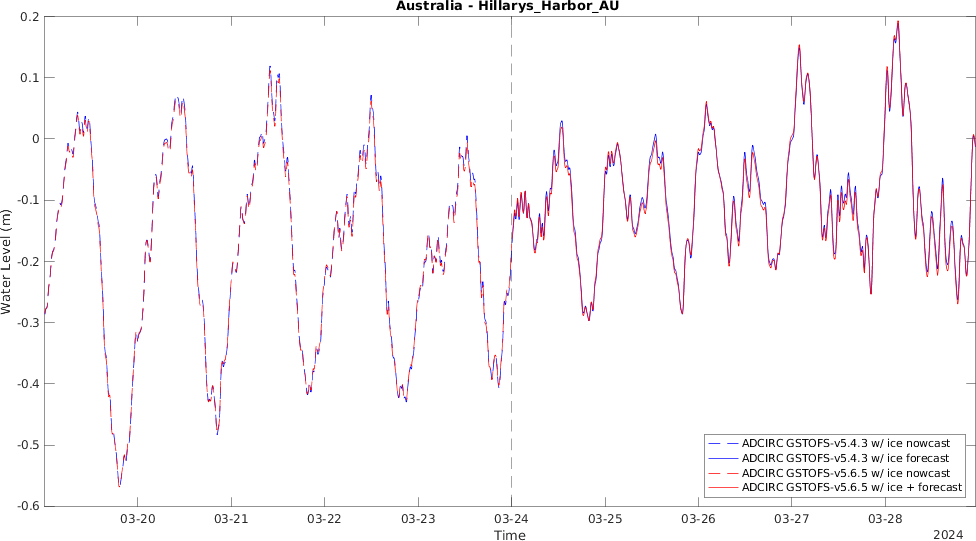 Australia - Hillarys_Harbor_AU
0.2
0.1
0
-0.1
-0.2
-0.3
-0.4
-0.5
-0.6
Water Level (m)
ADCIRC GSTOFS-v5.4.3 w/ ice nowcast
ADCIRC GSTOFS-v5.4.3 w/ ice forecast
ADCIRC GSTOFS-v5.6.5 w/ ice nowcast
ADCIRC GSTOFS-v5.6.5 w/ ice + forecast
03-20 03-21 03-22 03-23 03-24 03-25 03-26 03-27 03-28
Time
2024